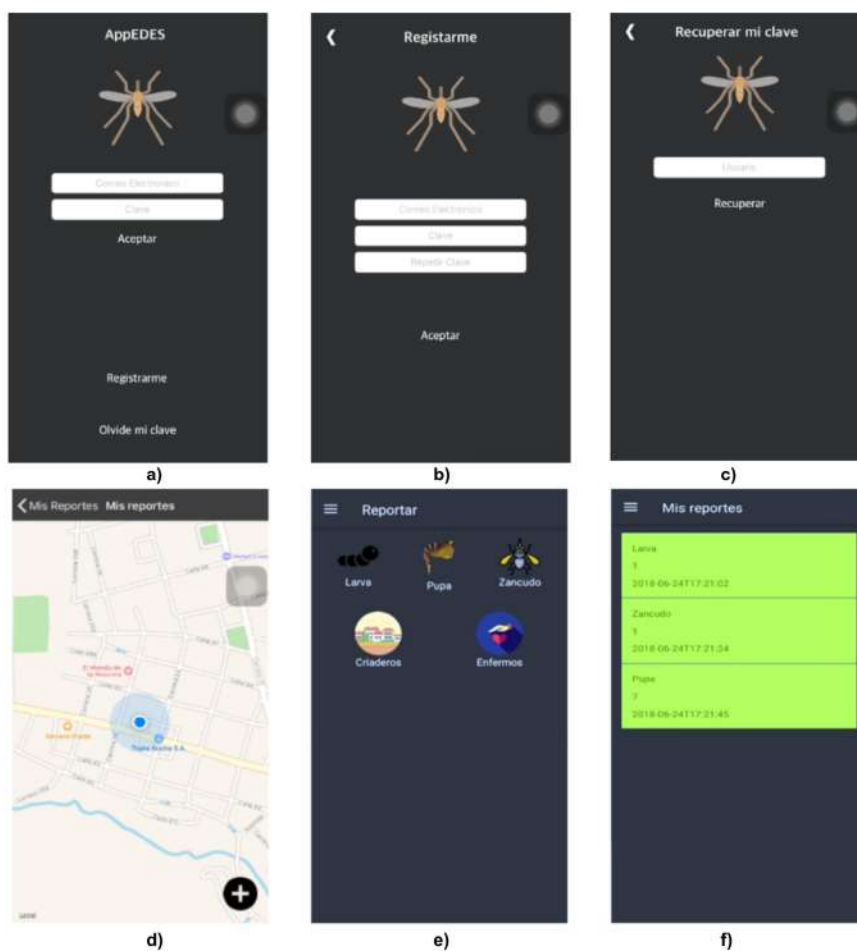 AppEDES
Correo Electronico
Clave
Aceptar
Registrarme
Olvide mi clave
a)
Registarme
Correo Electronico
Clave
Repetir Clave
Aceptar
b)
Recuperar mi clave
Usuario
Recuperar
c)
Mis Reportes Mis reportes
Legal
d)
Reportar
Larva
Pupa
Zancudo
Criaderos
Enfermos
e)
Mis reportes
Larva
1
2018-06-24T17:21:02
Zancudo
1
2018-06-24T17:21:34
Pupa
7
2018-06-24T17:21:45
f)